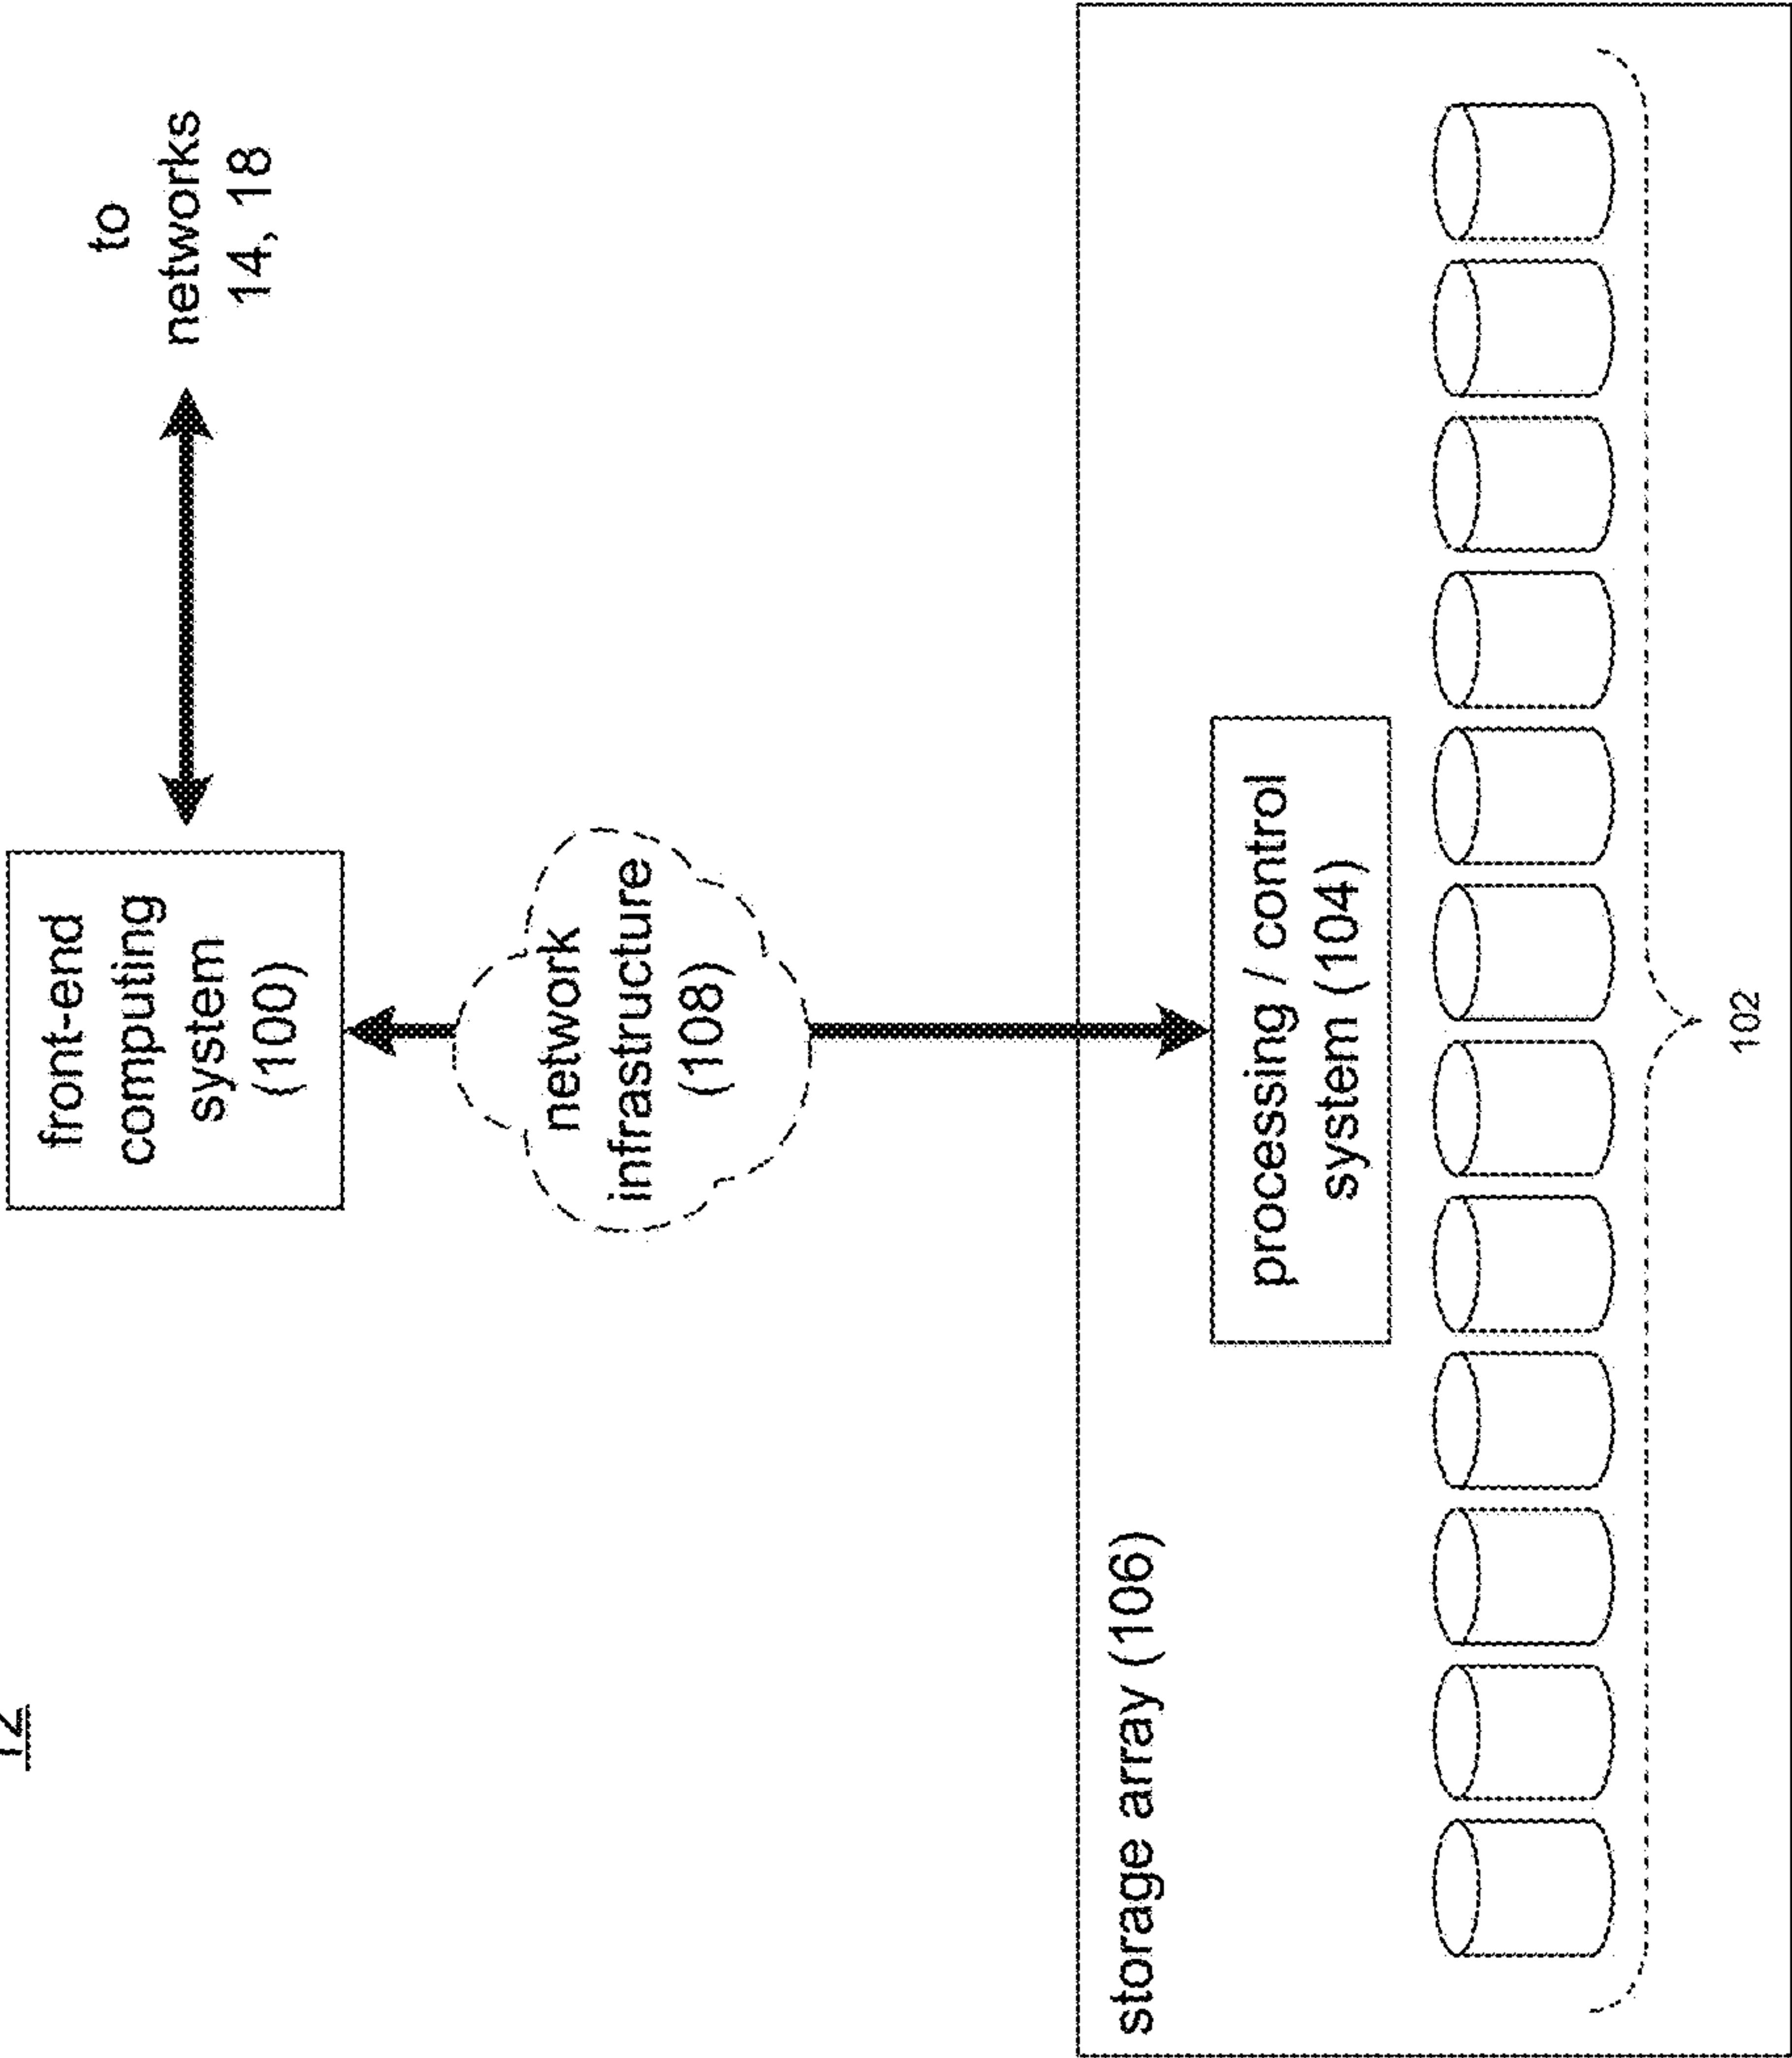 12
front-end
computing
system
(100)
to
networks
14, 18
network
infrastructure
(108)
storage array (106)
processing / control
system (104)
102